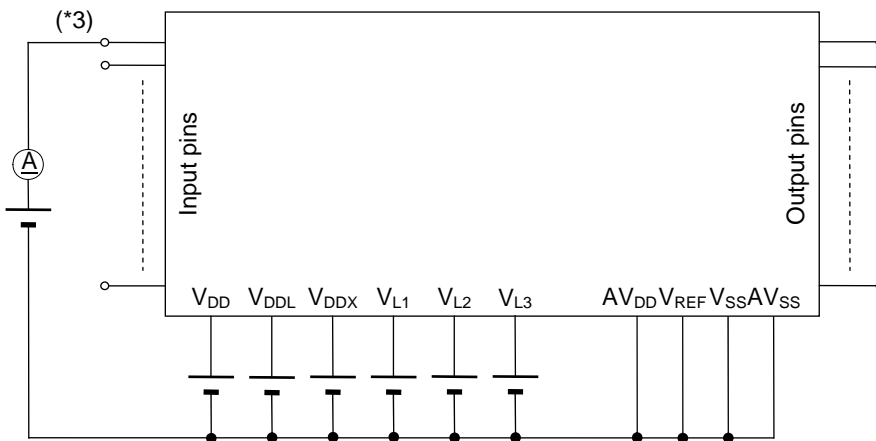 (*3)
A
Input pins
Output pins
VDD VDDL VDDX VL1 VL2 VL3 AVDD VREF VSS AVSS